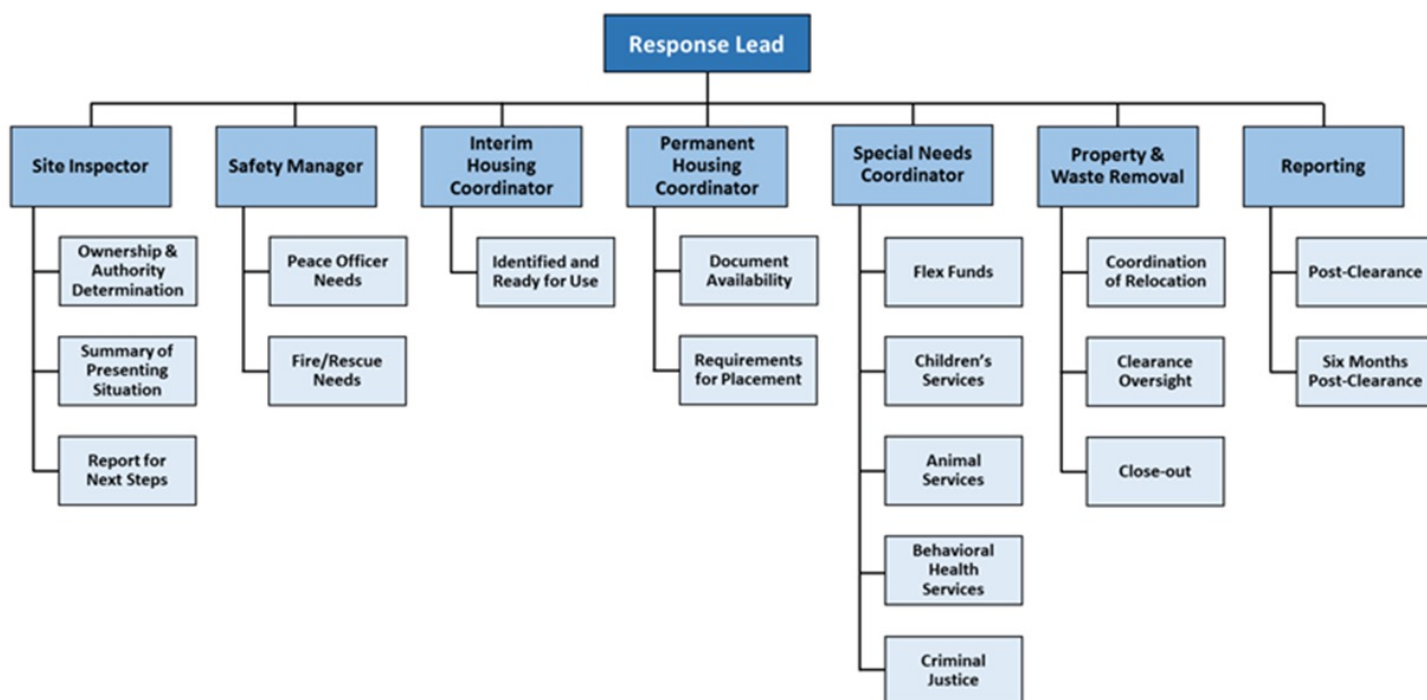 Response Lead
Site Inspector
Safety Manager
Interim
Housing
Coordinator
Permanent
Housing
Coordinator
Special Needs
Coordinator
Property &
Waste Removal
Reporting
Ownership &
Authority
Determination
Summary of
Presenting
Situation
Report for
Next Steps
Peace Officer
Needs
Fire/Rescue
Needs
Identified and
Ready for Use
Document
Availability
Requirements
for Placement
Flex Funds
Children’s
Services
Animal
Services
Behavioral
Health
Services
Criminal
Justice
Coordination
of Relocation
Clearance
Oversight
Close-out
Post-Clearance
Six Months
Post-Clearance